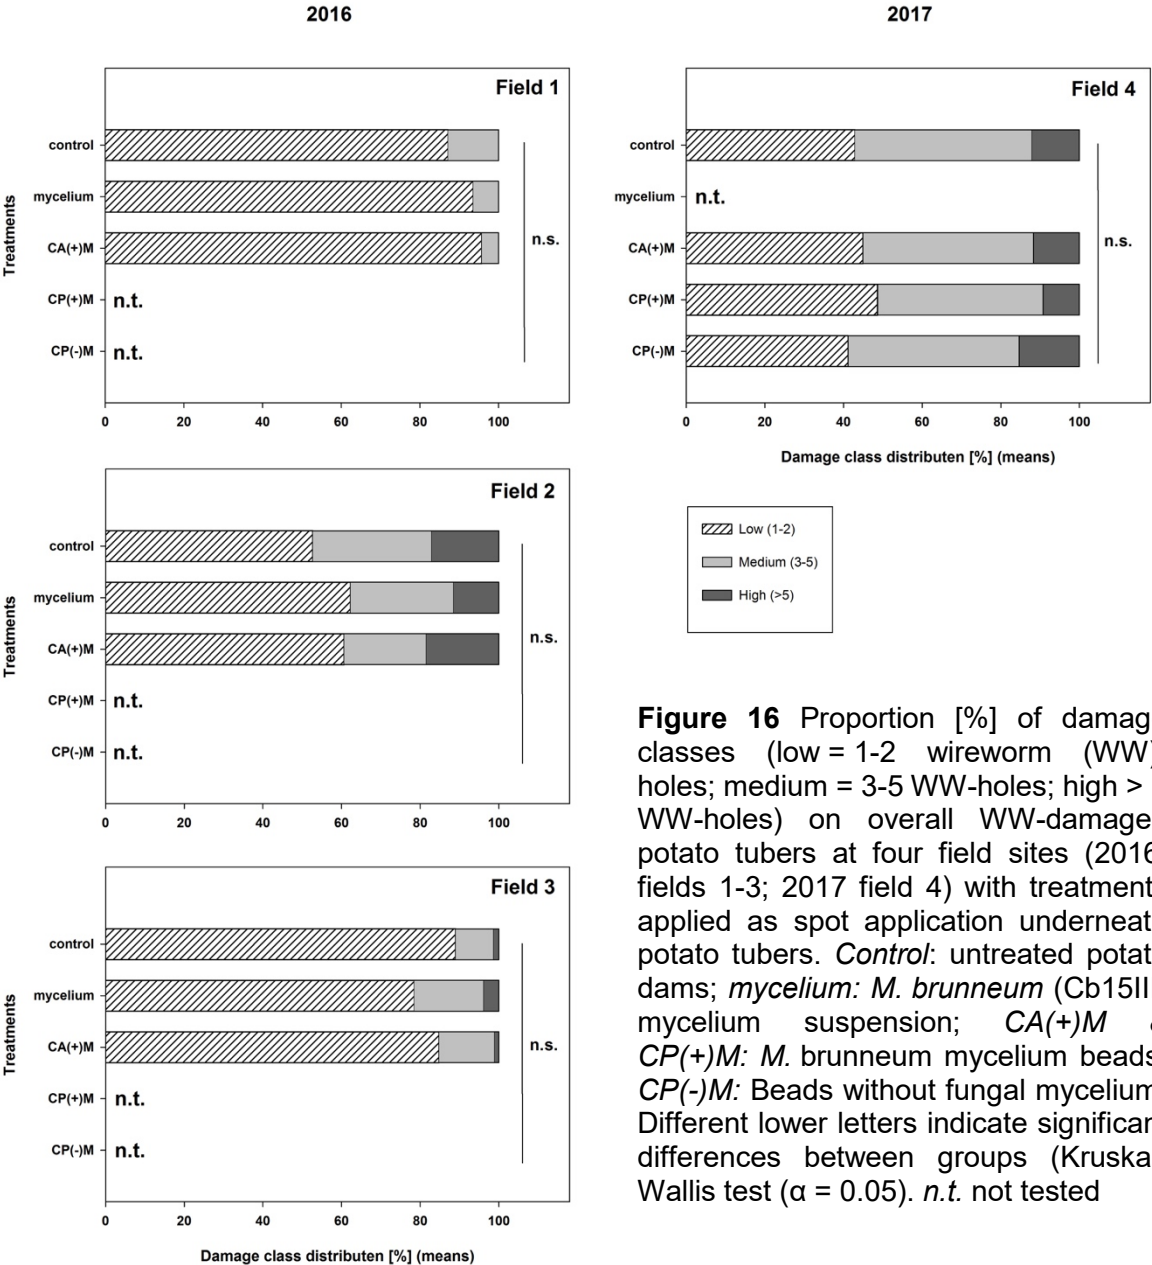 2016
2017
Field 1
Treatments
control
mycelium
CA(+)M
CP(+)M n.t.
CP(-)M n.t.
n.s.
0 20 40 60 80 100
Field 4
control
mycelium n.t.
CA(+)M
CP(+)M
CP(-)M
n.s.
0 20 40 60 80 100
Damage class distributen [%] (means)
Field 2
Treatments
control
mycelium
CA(+)M
CP(+)M n.t.
CP(-)M n.t.
n.s.
0 20 40 60 80 100
Low (1-2)
Medium (3-5)
High (>5)
Field 3
Treatments
control
mycelium
CA(+)M
CP(+)M n.t.
CP(-)M n.t.
n.s.
0 20 40 60 80 100
Damage class distributen [%] (means)
Figure 16 Proportion [%] of damag
classes (low = 1-2 wireworm (WW)
holes; medium = 3-5 WW-holes; high >
WW-holes) on overall WW-damage
potato tubers at four field sites (2016
fields 1-3; 2017 field 4) with treatment
applied as spot application underneat
potato tubers. Control: untreated potat
dams; mycelium: M. brunneum (Cb15III
mycelium suspension; CA(+)M
CP(+)M: M. brunneum mycelium beads
CP(-)M: Beads without fungal mycelium
Different lower letters indicate significan
differences between groups (Kruska
Wallis test (α = 0.05). n.t. not tested